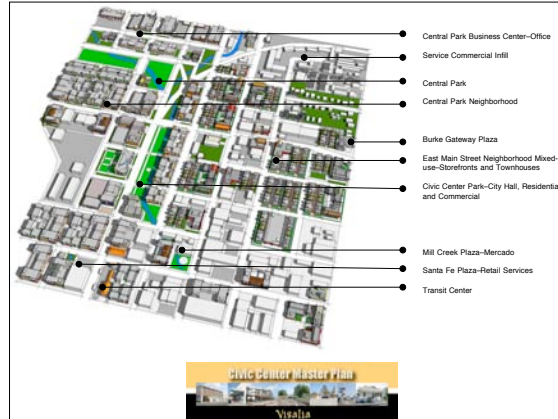 Central Park Business Center–Office
Service Commercial Infill
Central Park
Central Park Neighborhood
Burke Gateway Plaza
East Main Street Neighborhood Mixed-
use–Storefronts and Townhouses
Civic Center Park–City Hall, Residentia
and Commercial
Mill Creek Plaza–Mercado
Santa Fe Plaza–Retail Services
Transit Center
Civic Center Master Plan
Visalia